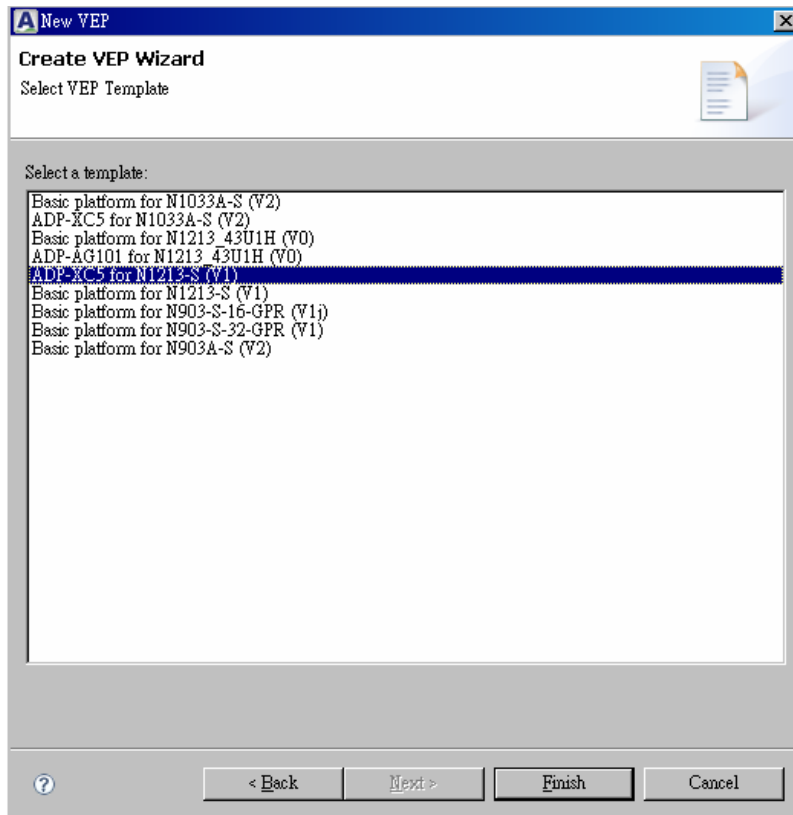 New VEP
Create VEP Wizard
Select VEP Template
Select a template:
Basic platform for N1033A-S (V2)
ADP-XC5 for N1033A-S (V2)
Basic platform for N1213_43U1H (V0)
ADP-AG101 for N1213_43U1H (V0)
ADP-XC5 for N1213-S (V1)
Basic platform for N1213-S (V1)
Basic platform for N903-S-16-GPR (V1j)
Basic platform for N903-S-32-GPR (V1)
Basic platform for N903A-S (V2)
< Back Next > Finish Cancel